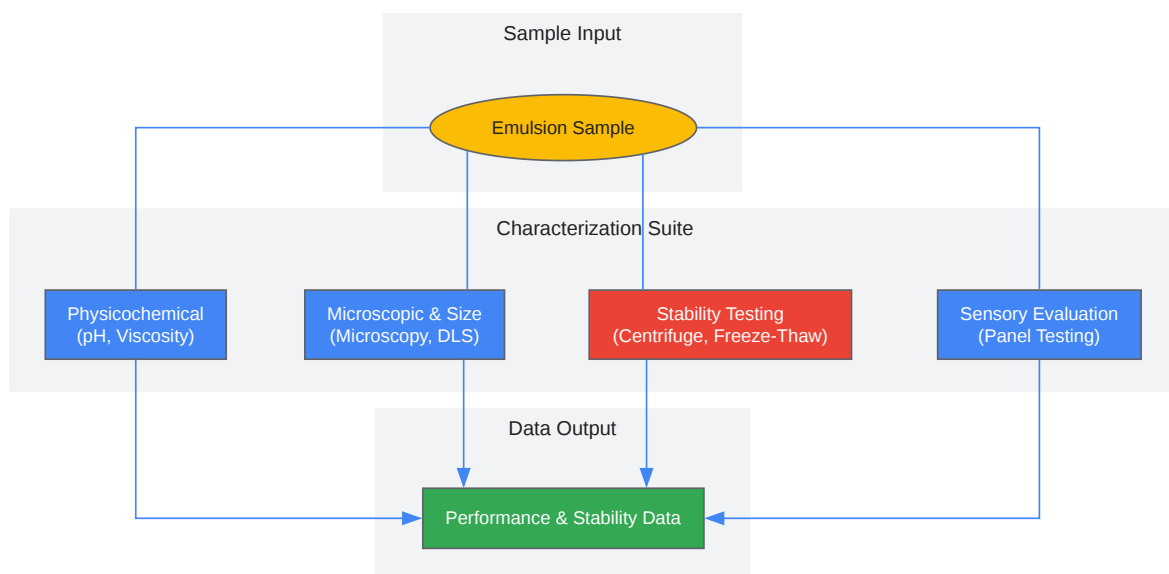 Sample Input
Emulsion Sample
Characterization Suite
Physicochemical
(pH, Viscosity)
Microscopic & Size
(Microscopy, DLS)
Stability Testing
(Centrifuge, Freeze-Thaw)
Sensory Evaluation
(Panel Testing)
Data Output
Performance & Stability Data